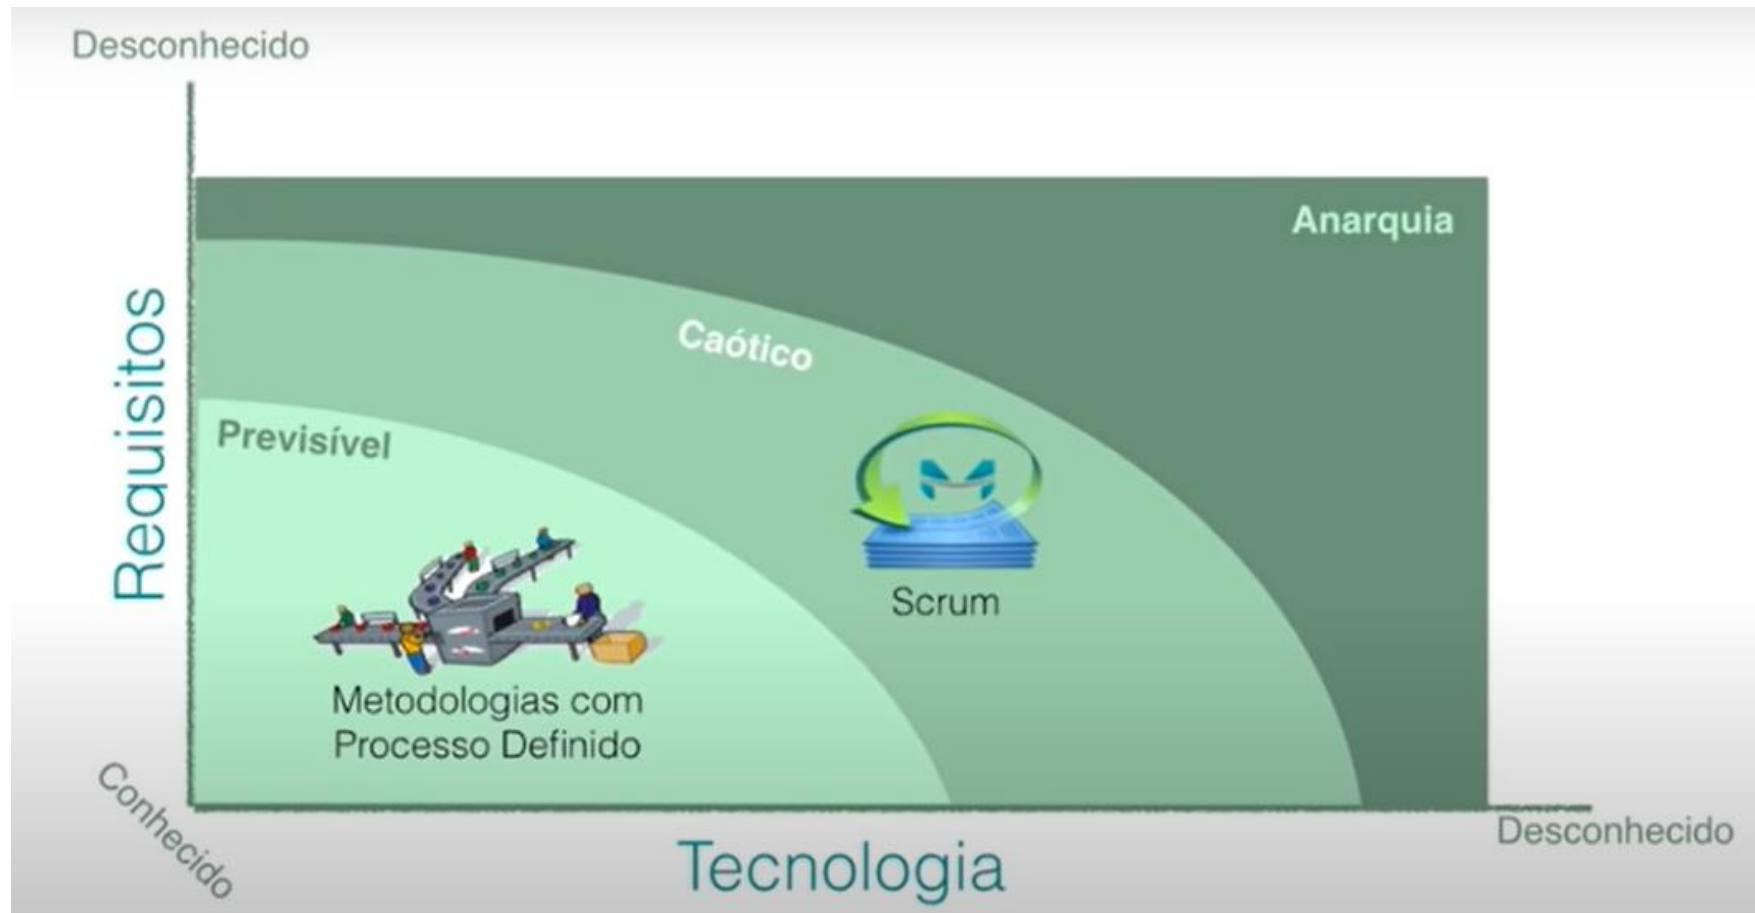 Desconhecido
Anarquia
Caótico
Previsível
Requisitos
Scrum
Metodologias com
Processo Definido
Conhecido
Tecnologia
Desconhecido